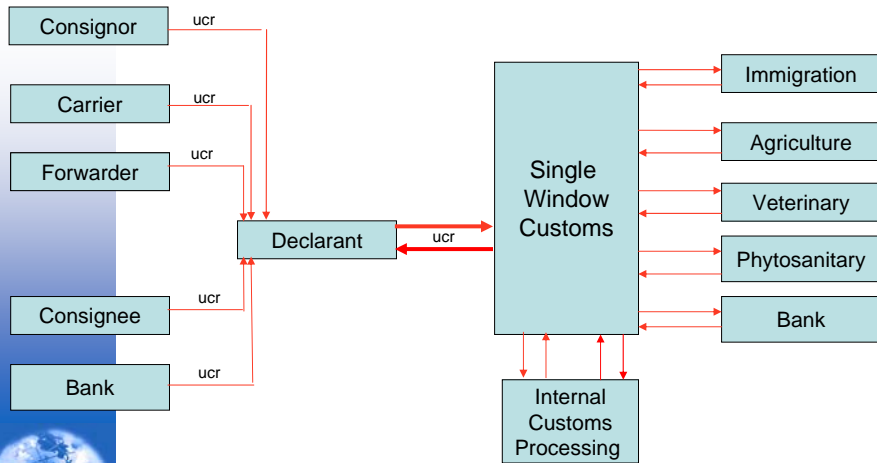 Consignor
ucr
Carrier
ucr
Forwarder
ucr
Consignee
ucr
Bank
ucr
Declarant
ucr
Single
Window
Customs
Immigration
Agriculture
Veterinary
Phytosanitary
Bank
Internal
Customs
Processing